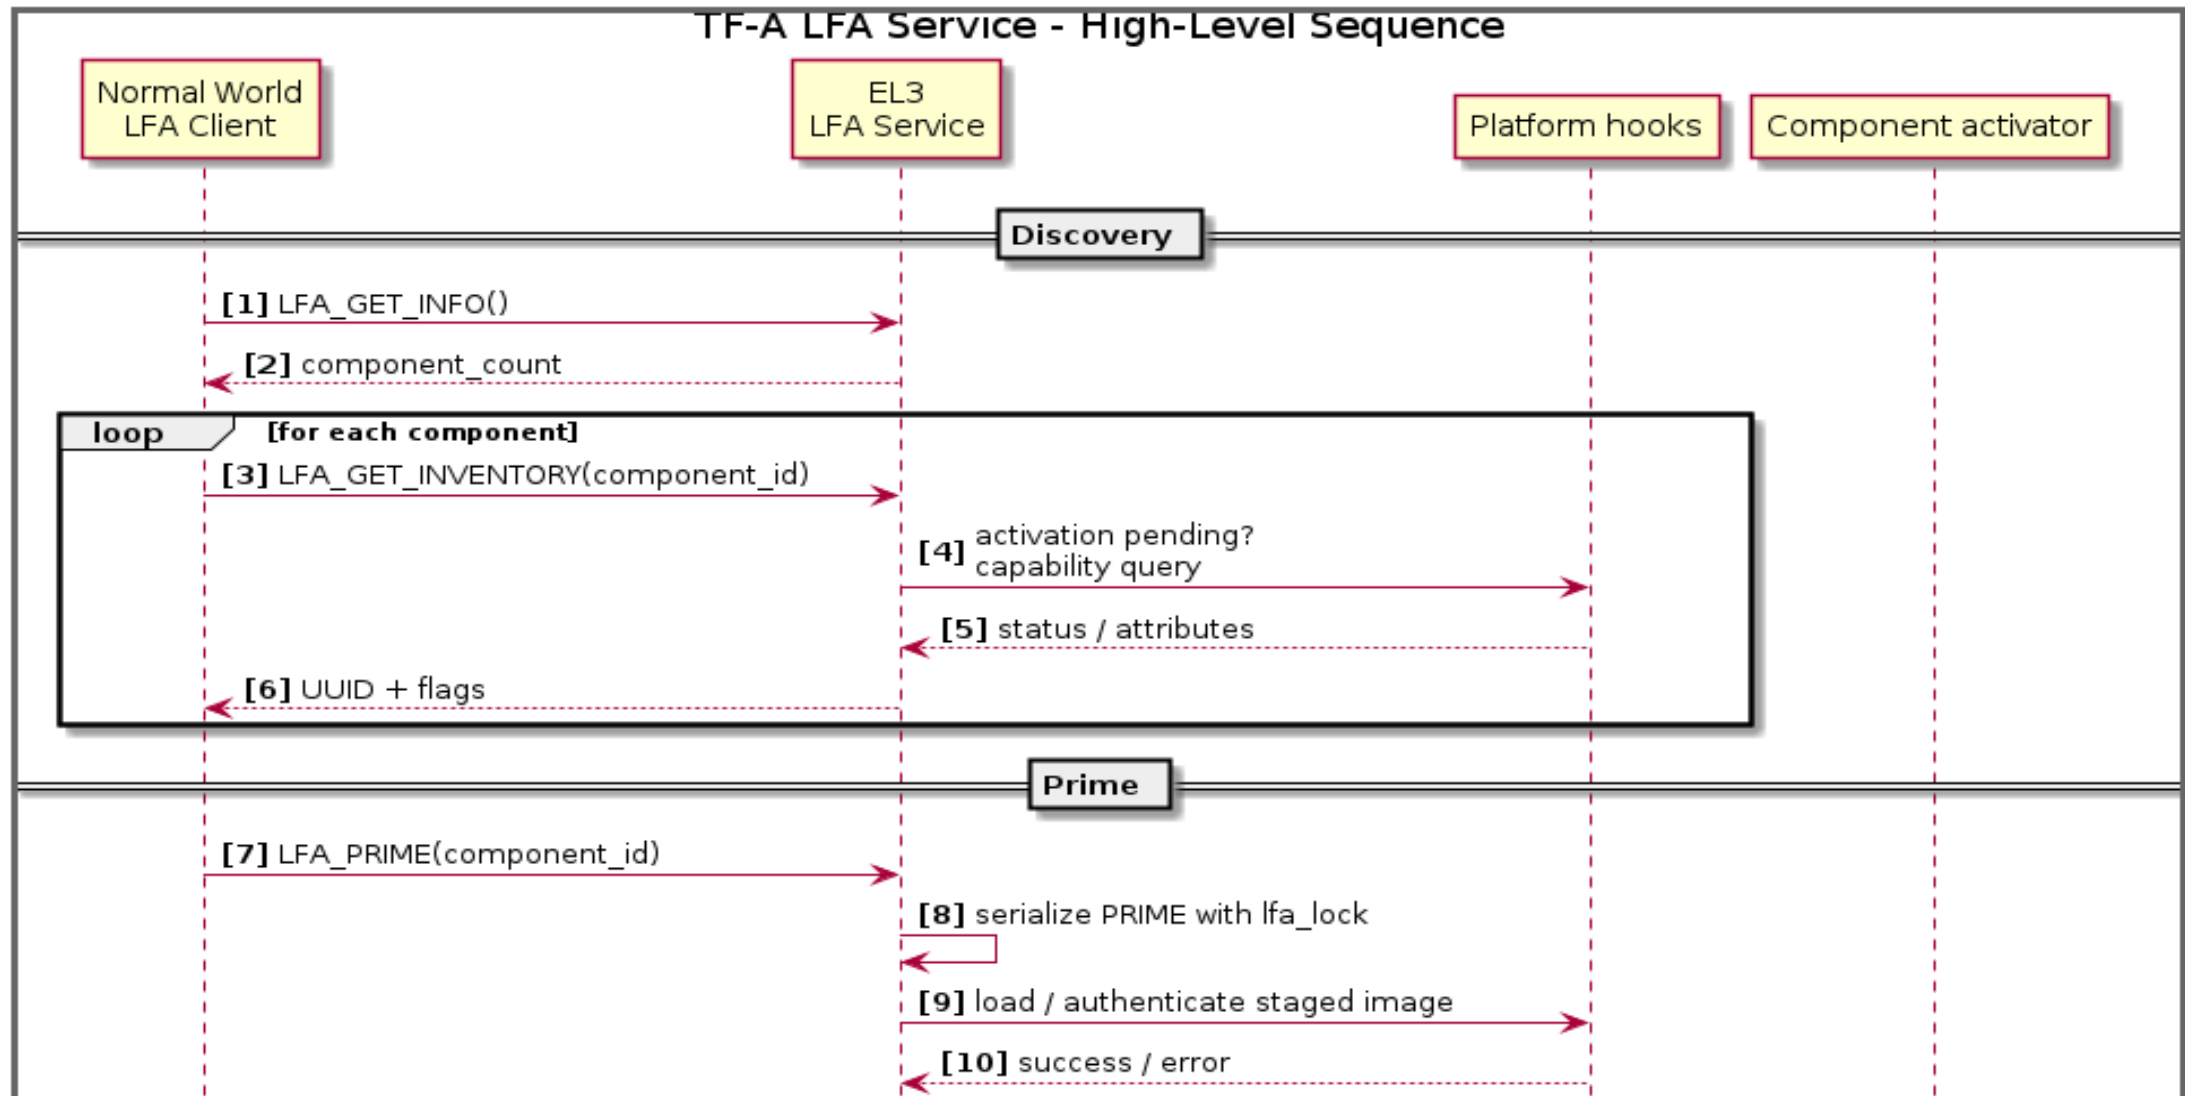 TF-A LFA Service - High-Level Sequence
Normal World
LFA Client
EL3
LFA Service
Platform hooks
Component activator
Discovery
[1] LFA_GET_INFO()
[2] component_count
loop [for each component]
[3] LFA_GET_INVENTORY(component_id)
[4] activation pending?
capability query
[5] status / attributes
[6] UUID + flags
Prime
[7] LFA_PRIME(component_id)
[8] serialize PRIME with lfa_lock
[9] load / authenticate staged image
[10] success / error